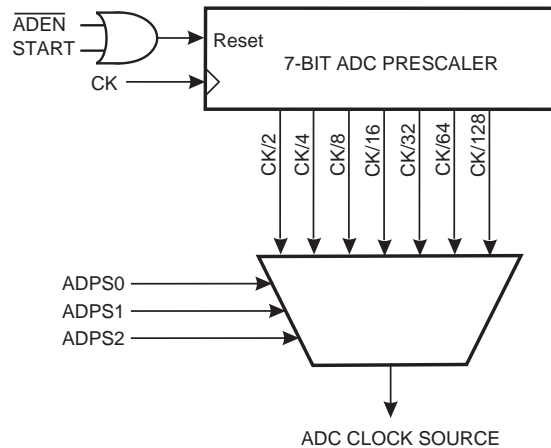 ADEN
START
Reset
7-BIT ADC PRESCALER
CK
CK/2
CK/4
CK/8
CK/16
CK/32
CK/64
CK/128
ADPS0
ADPS1
ADPS2
ADC CLOCK SOURCE